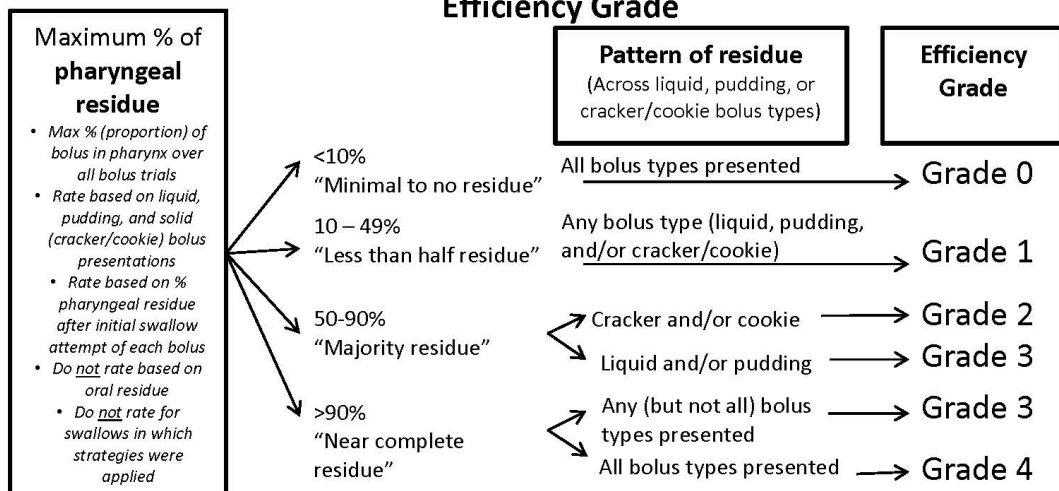 Efficiency Grade
Maximum % of
pharyngeal
residue
• Max % (proportion) of
bolus in pharynx over
all bolus trials
• Rate based on liquid,
pudding, and solid
(cracker/cookie) bolus
presentations
• Rate based on %
pharyngeal residue
after initial swallow
attempt of each bolus
• Do not rate based on
oral residue
• Do not rate for
swallows in which
strategies were
applied
Pattern of residue
(Across liquid, pudding, or
cracker/cookie bolus types)
Efficiency
Grade
<10%
“Minimal to no residue”
All bolus types presented
Grade 0
10 – 49%
“Less than half residue”
Any bolus type (liquid, pudding,
and/or cracker/cookie)
Grade 1
50-90%
“Majority residue”
Cracker and/or cookie
Grade 2
Liquid and/or pudding
Grade 3
>90%
“Near complete
residue”
Any (but not all) bolus
types presented
Grade 3
All bolus types presented
Grade 4